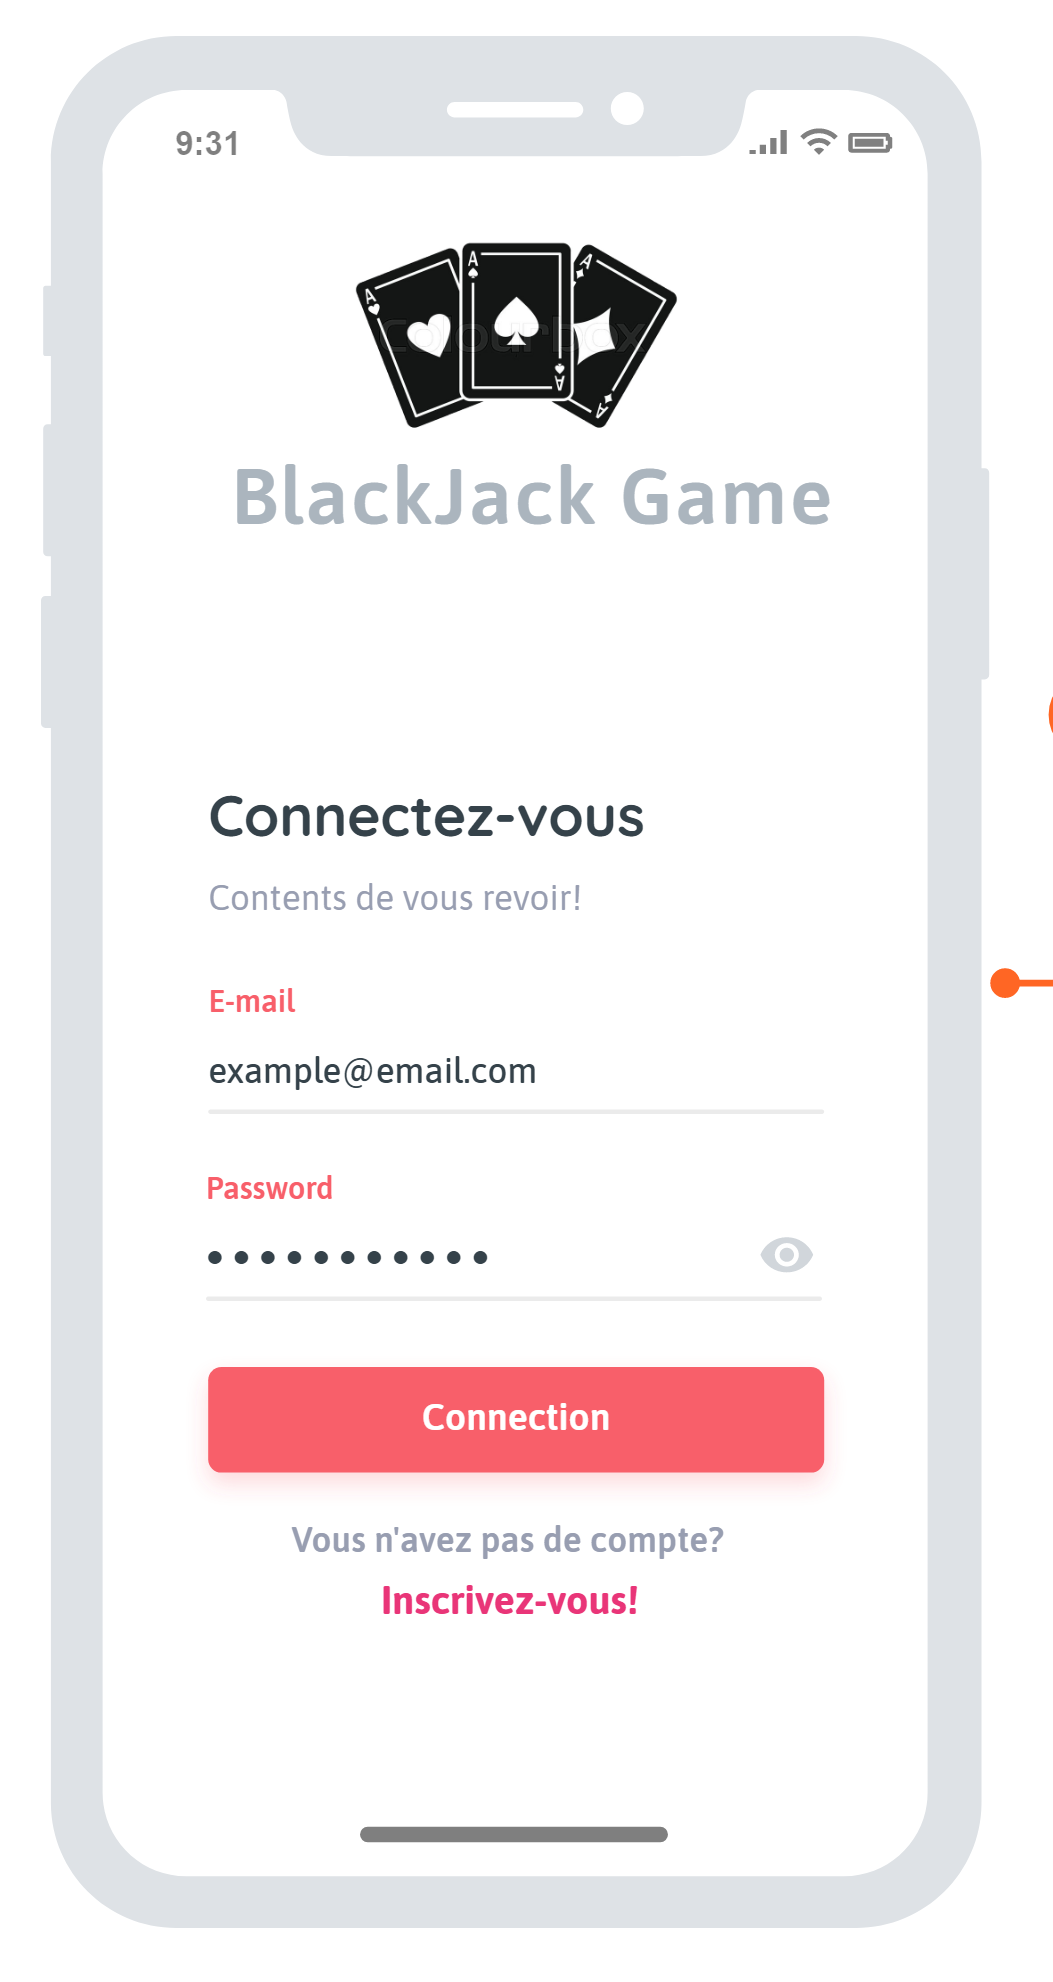 9:31
A
A
A
Colourbox
A
A
BlackJack Game
Connectez-vous
Contents de vous revoir!
E-mail
example@email.com
Password
Connection
Vous n'avez pas de compte?
Inscrivez-vous!